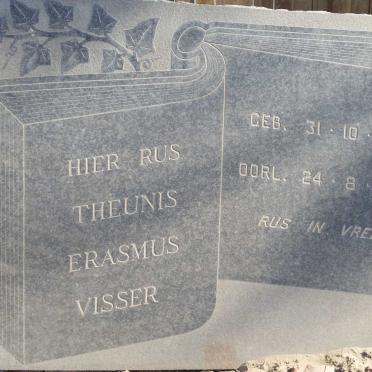 HIER RUS
THEUNIS
ERASMUS
VISSER
GEB. 31·10·
OORL. 24·8·
RUS IN